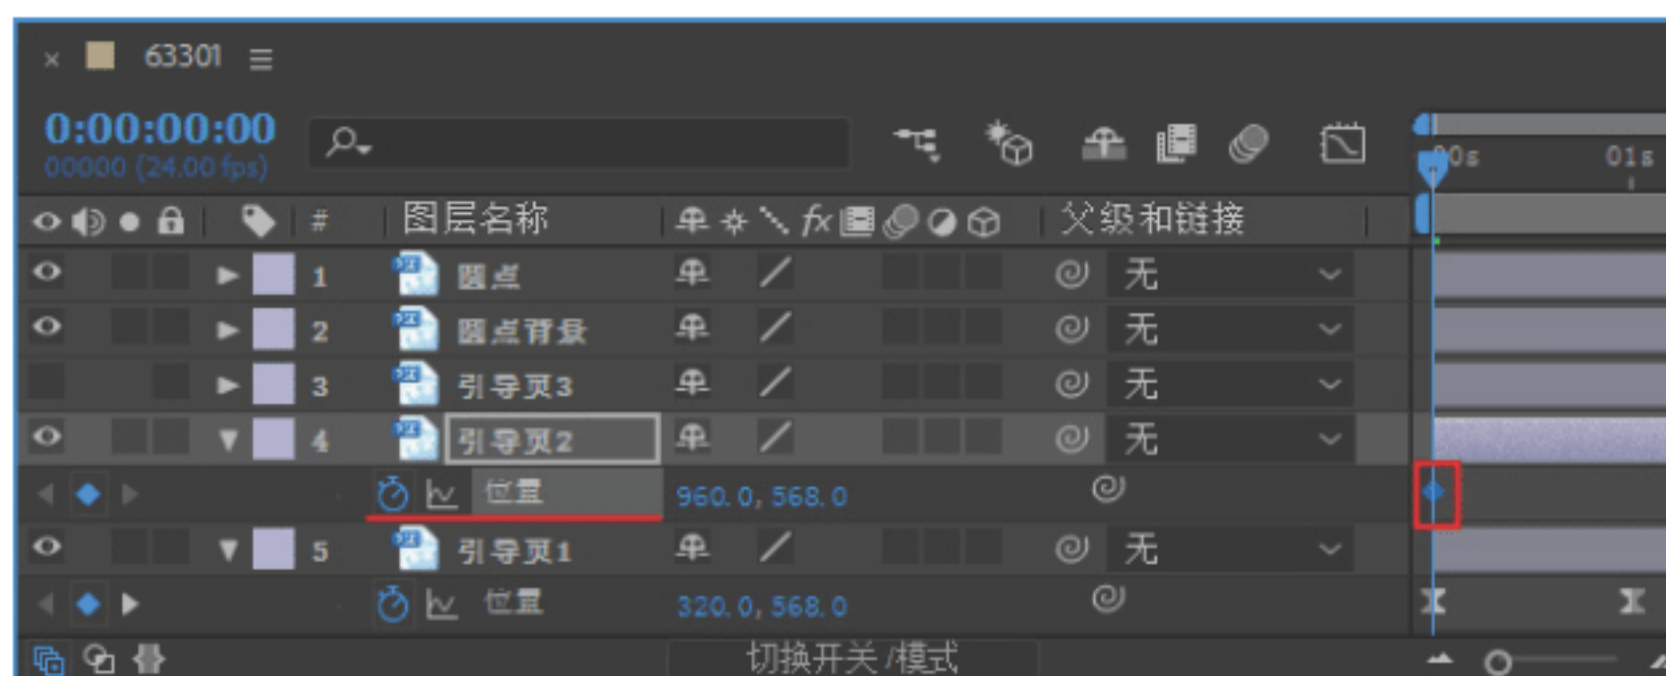 63301
0:00:00:00
00000 (24.00 fps)
00s 01s
# 图层名称 fx 父级和链接
1 圆点 无
2 圆点背景 无
3 引导页3 无
4 引导页2 无
位置 960.0, 568.0
5 引导页1 无
位置 320.0, 568.0
切换开关/模式